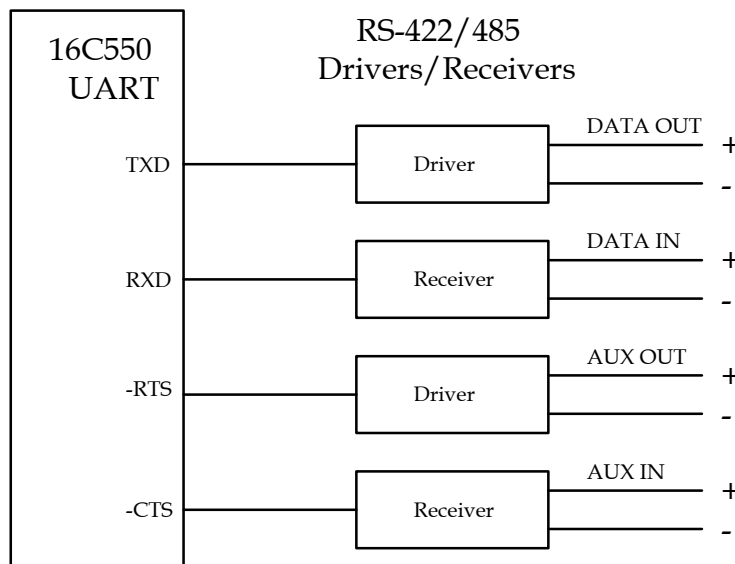 16C550
UART
RS-422/485
Drivers/Receivers
TXD
Driver
DATA OUT
+
-
RXD
Receiver
DATA IN
+
-
-RTS
Driver
AUX OUT
+
-
-CTS
Receiver
AUX IN
+
-